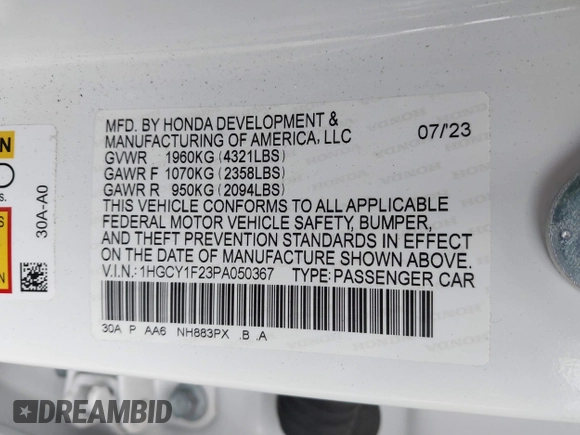 MFD. BY HONDA DEVELOPMENT &
MANUFACTURING OF AMERICA, LLC
07/'23
GVWR 1960KG (4321LBS)
GAWR F 1070KG (2358LBS)
GAWR R 950KG (2094LBS)
THIS VEHICLE CONFORMS TO ALL APPLICABLE
FEDERAL MOTOR VEHICLE SAFETY, BUMPER,
AND THEFT PREVENTION STANDARDS IN EFFECT
ON THE DATE OF MANUFACTURE SHOWN ABOVE.
V.I.N.: 1HGCY1F23PA050367 TYPE: PASSENGER CAR
30A P AA6 NH883PX .B .A
30A-A0
DREAMBID